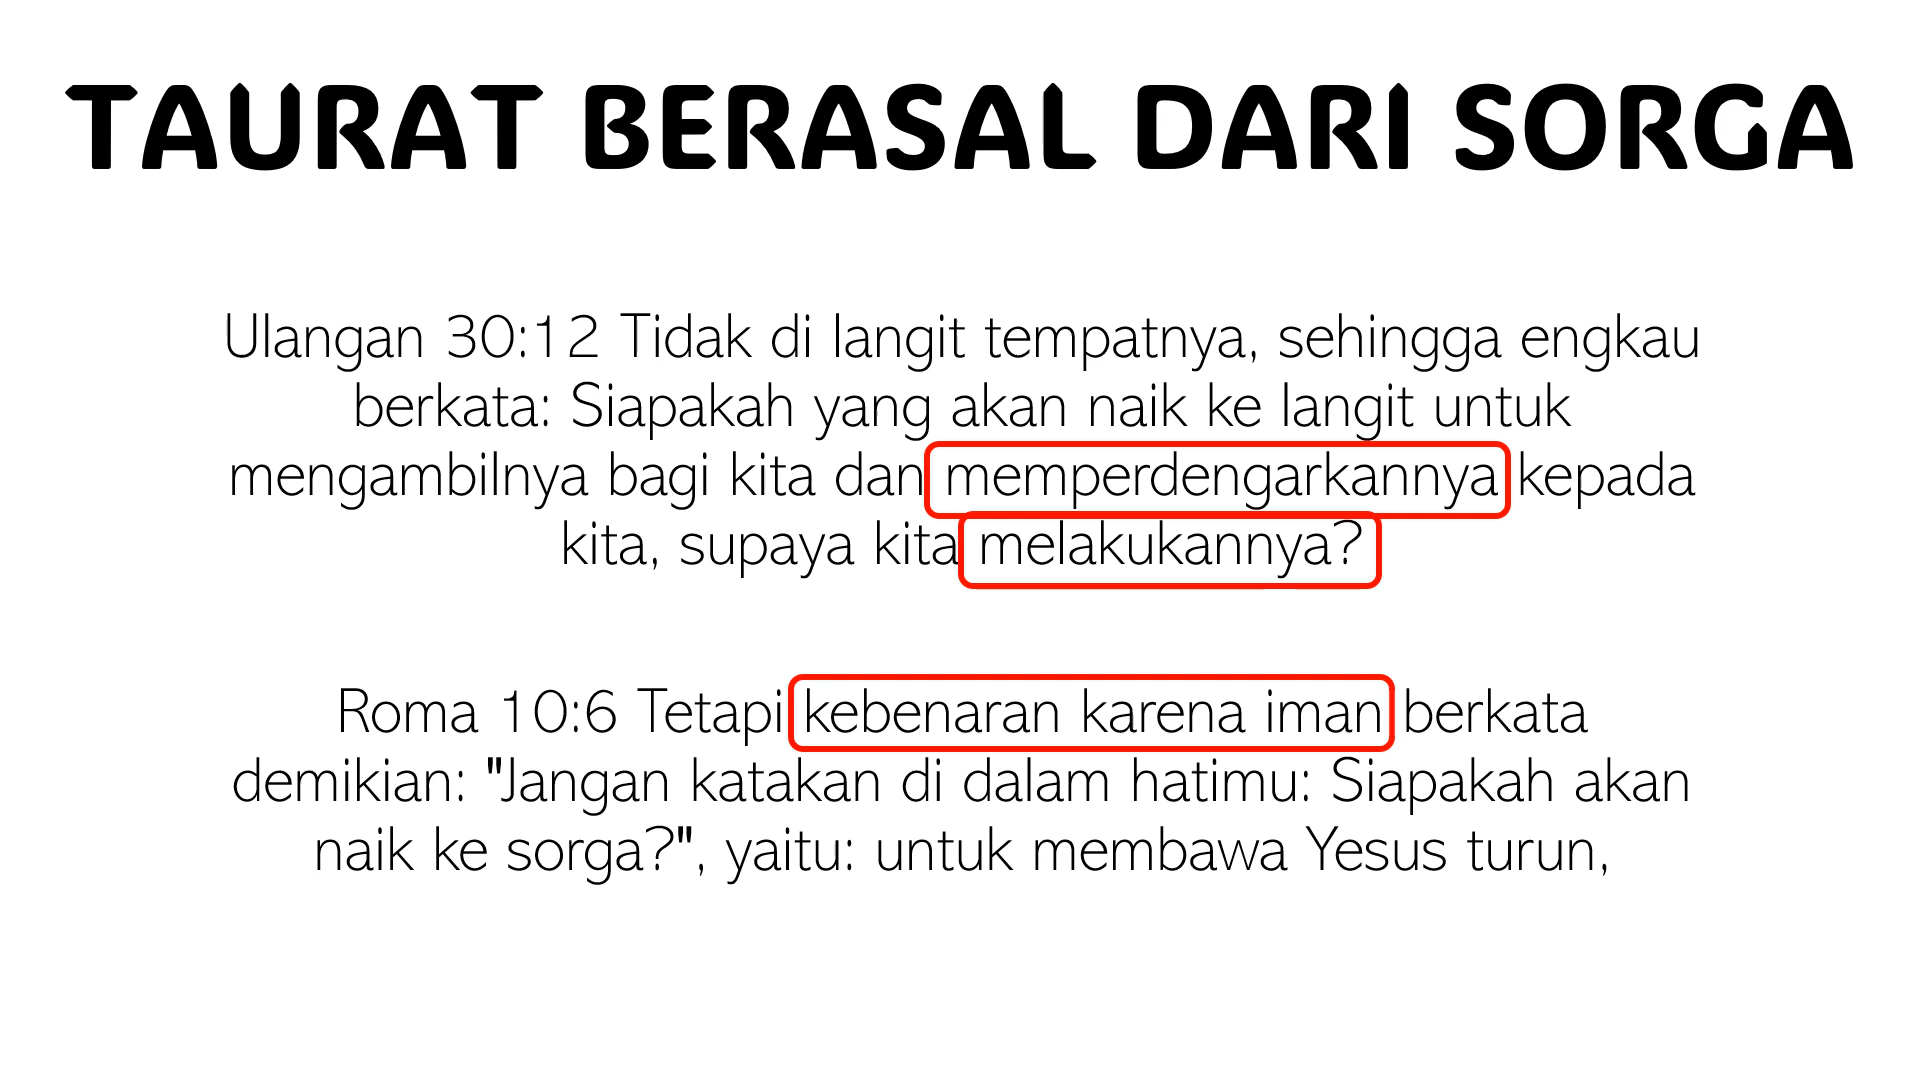 TAURAT BERASAL DARI SORGA
Ulangan 30:12 Tidak di langit tempatnya, sehingga engkau
berkata: Siapakah yang akan naik ke langit untuk
mengambilnya bagi kita dan memperdengarkannya kepada
kita, supaya kita melakukannya?
Roma 10:6 Tetapi kebenaran karena iman berkata
demikian: "Jangan katakan di dalam hatimu: Siapakah akan
naik ke sorga?", yaitu: untuk membawa Yesus turun,